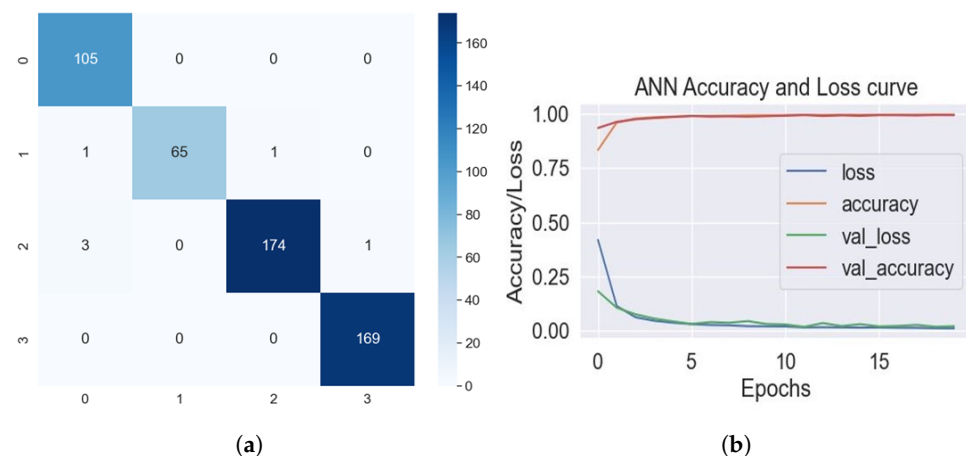 0 105 0 0 0
1 1 65 1 0
2 3 0 174 1
3 0 0 0 169
0 1 2 3
160
140
120
100
80
60
40
20
0
(a)
ANN Accuracy and Loss curve
Accuracy/Loss
1.00
0.75
0.50
0.25
0.00
loss
accuracy
val_loss
val_accuracy
0 5 10 15
Epochs
(b)